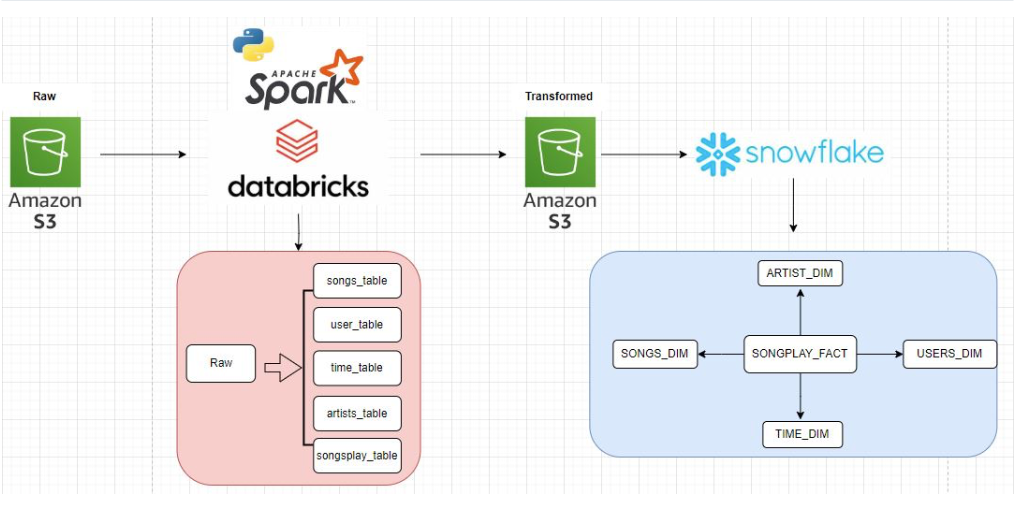 Raw
Amazon
S3
APACHE
Spark™
databricks
Transformed
Amazon
S3
snowflake
Raw
songs_table
user_table
time_table
artists_table
songsplay_table
ARTIST_DIM
SONGS_DIM
SONGPLAY_FACT
USERS_DIM
TIME_DIM